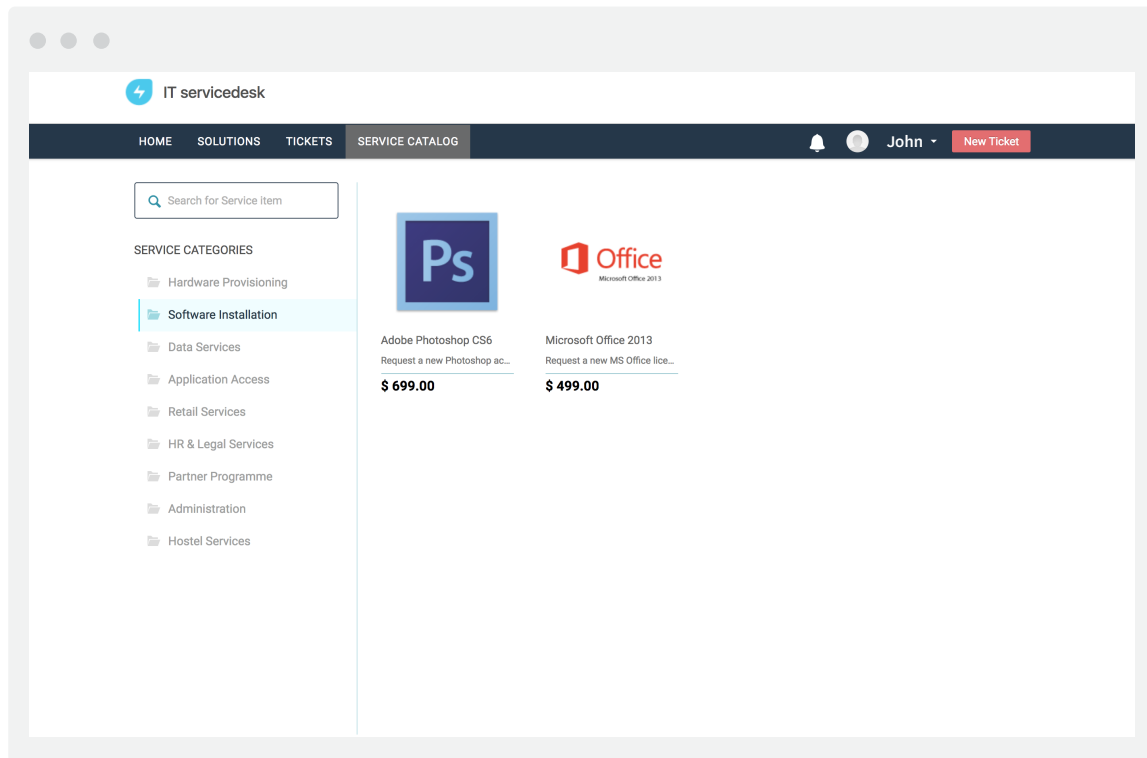 IT servicedesk
HOME SOLUTIONS TICKETS SERVICE CATALOG John New Ticket
Search for Service item
SERVICE CATEGORIES
Hardware Provisioning
Software Installation
Data Services
Application Access
Retail Services
HR & Legal Services
Partner Programme
Administration
Hostel Services
Ps
Adobe Photoshop CS6
Request a new Photoshop ac...
$ 699.00
Office
Microsoft Office 2013
Microsoft Office 2013
Request a new MS Office lice...
$ 499.00